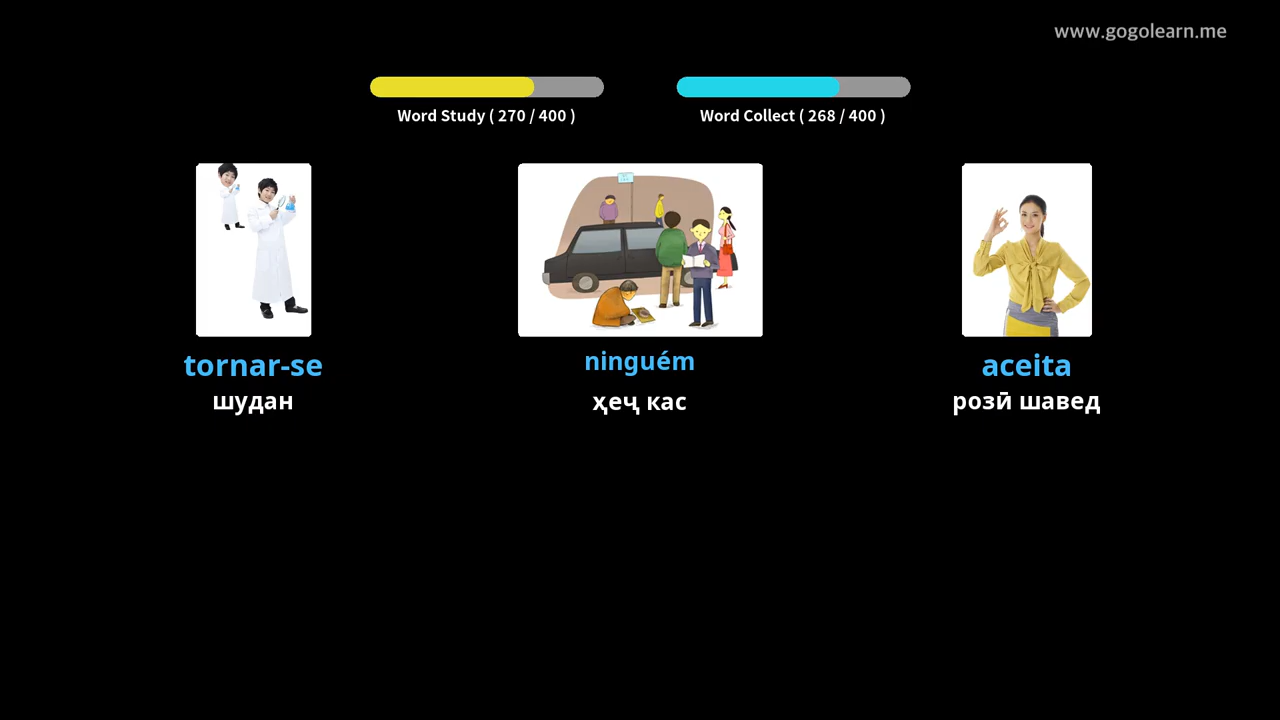 www.gogolearn.me
Word Study ( 270 / 400 )
Word Collect ( 268 / 400 )
tornar-se
шудан
ninguém
ҳеҷ кас
aceita
розӣ шавед